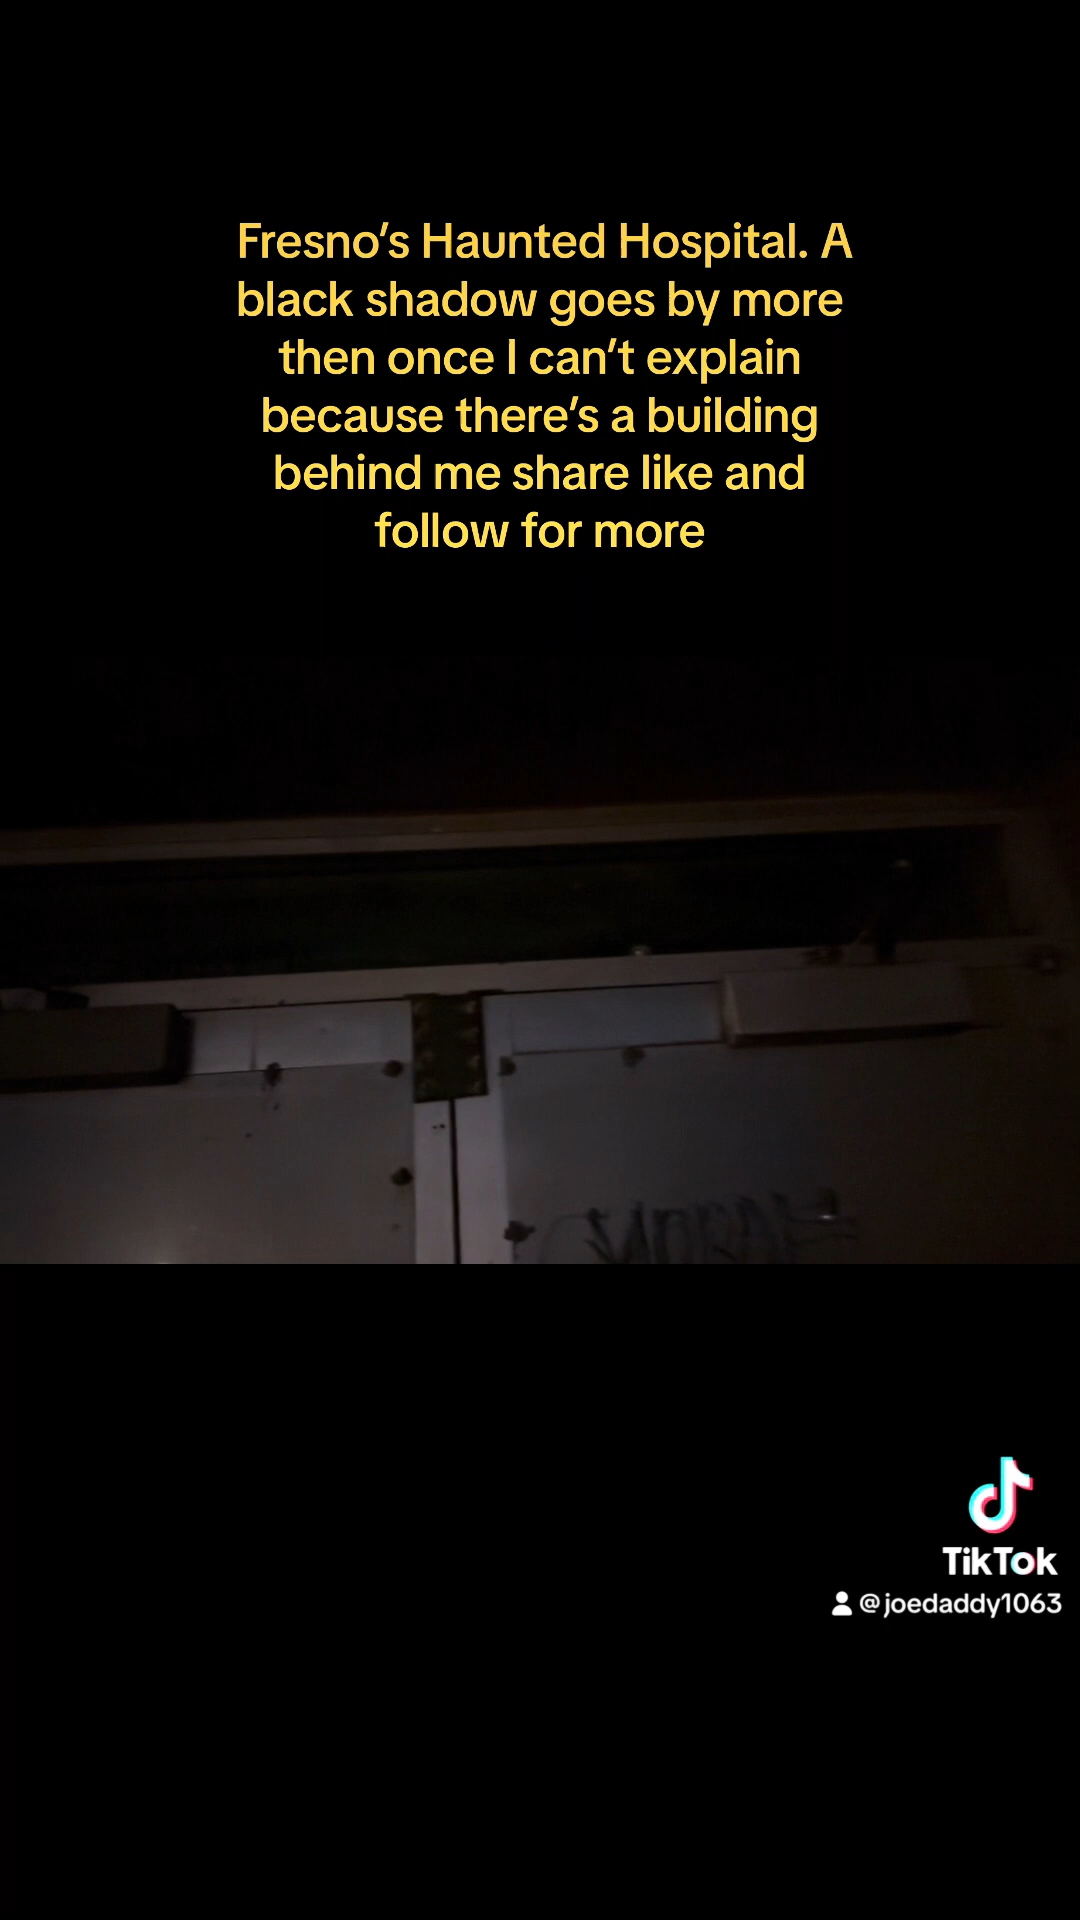 Fresno’s Haunted Hospital. A
black shadow goes by more
then once I can’t explain
because there’s a building
behind me share like and
follow for more
TikTok
@joedaddy1063